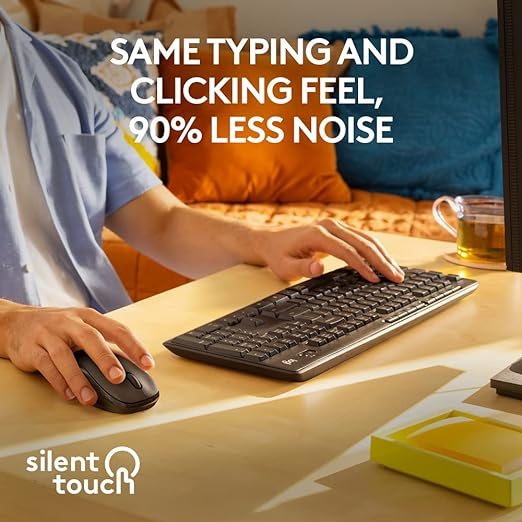 SAME TYPING AND
CLICKING FEEL,
90% LESS NOISE
silent
touch